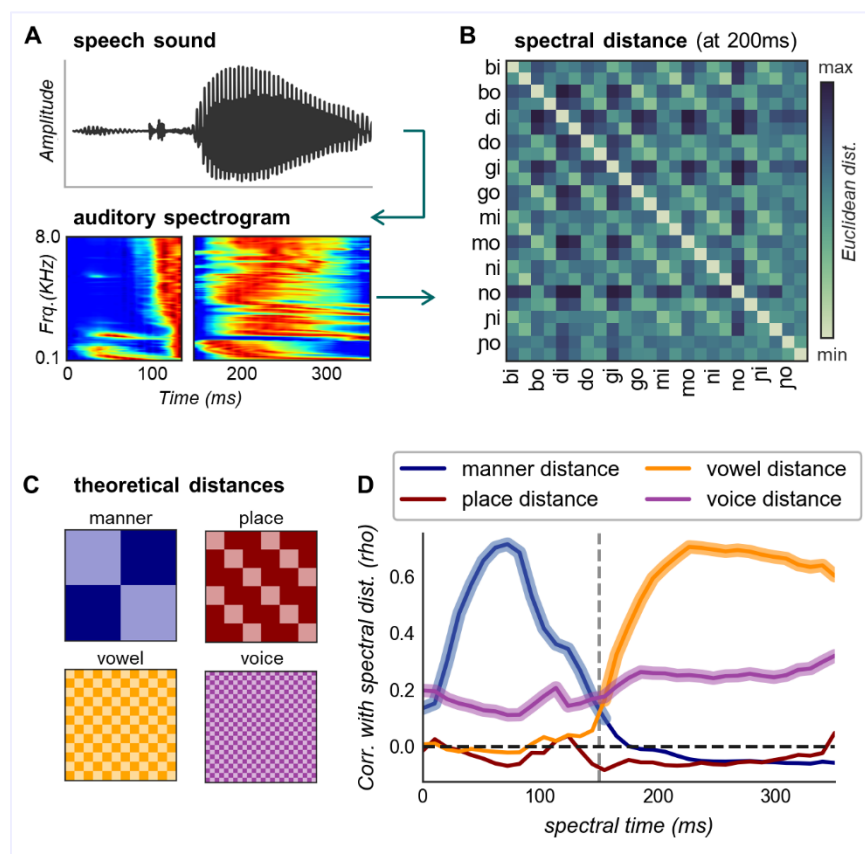 A speech sound
Amplitude
auditory spectrogram
8.0
Frq.(KHz)
0.1
0 100 200 300
Time (ms)
B spectral distance (at 200ms)
bi
bo
di
do
gi
go
mi
mo
ni
no
ɲi
ɲo
bi bo di do gi go mi mo ni no ɲi ɲo
max
Euclidean dist.
min
C theoretical distances
manner place
vowel voice
D
manner distance vowel distance
place distance voice distance
Corr. with spectral dist. (rho)
0.6
0.4
0.2
0.0
0 100 200 300
spectral time (ms)